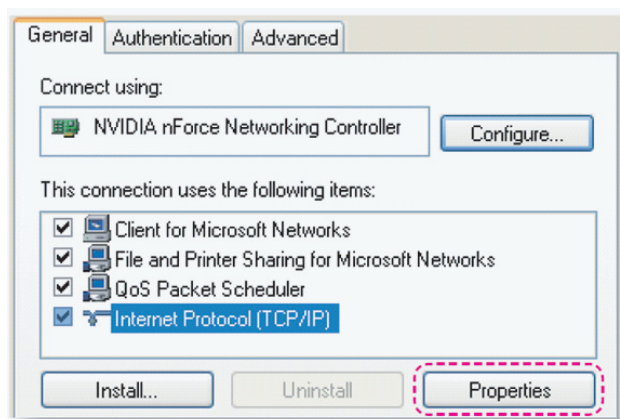 General Authentication Advanced
Connect using:
NVIDIA nForce Networking Controller Configure...
This connection uses the following items:
Client for Microsoft Networks
File and Printer Sharing for Microsoft Networks
QoS Packet Scheduler
Internet Protocol (TCP/IP)
Install... Uninstall Properties